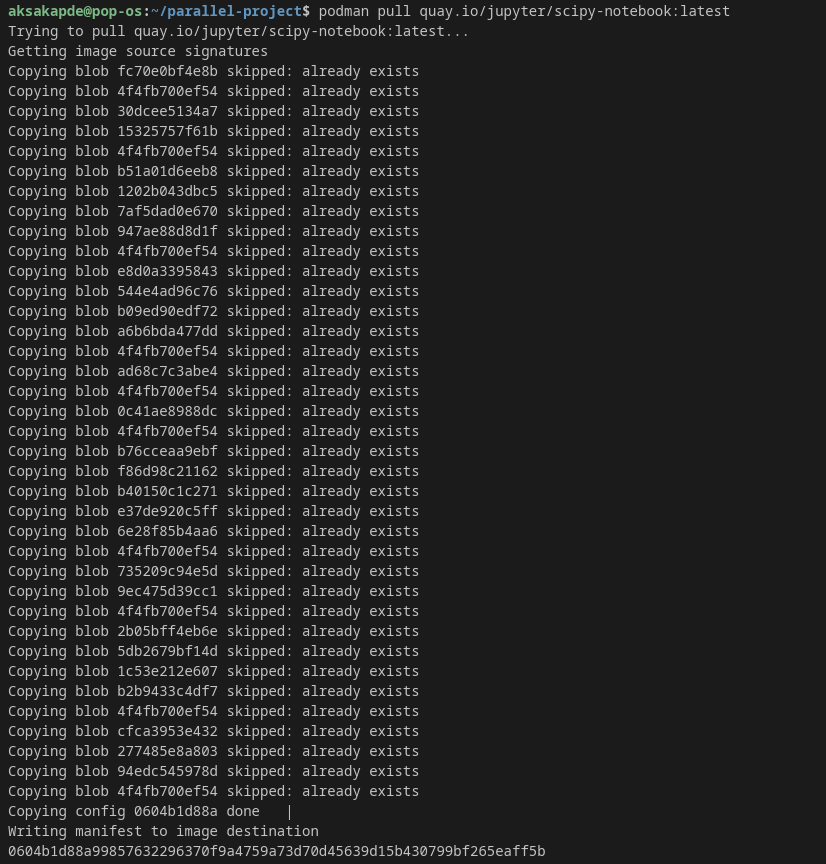 aksakapde@pop-os:~/parallel-project$ podman pull quay.io/jupyter/scipy-notebook:latest
Trying to pull quay.io/jupyter/scipy-notebook:latest...
Getting image source signatures
Copying blob fc70e0bf4e8b skipped: already exists
Copying blob 4f4fb700ef54 skipped: already exists
Copying blob 30dcee5134a7 skipped: already exists
Copying blob 15325757f61b skipped: already exists
Copying blob 4f4fb700ef54 skipped: already exists
Copying blob b51a01d6eeb8 skipped: already exists
Copying blob 1202b043dbc5 skipped: already exists
Copying blob 7af5dad0e670 skipped: already exists
Copying blob 947ae88d8d1f skipped: already exists
Copying blob 4f4fb700ef54 skipped: already exists
Copying blob e8d0a3395843 skipped: already exists
Copying blob 544e4ad96c76 skipped: already exists
Copying blob b09ed90edf72 skipped: already exists
Copying blob a6b6bda477dd skipped: already exists
Copying blob 4f4fb700ef54 skipped: already exists
Copying blob ad68c7c3abe4 skipped: already exists
Copying blob 4f4fb700ef54 skipped: already exists
Copying blob 0c41ae8988dc skipped: already exists
Copying blob 4f4fb700ef54 skipped: already exists
Copying blob b76cceaa9ebf skipped: already exists
Copying blob f86d98c21162 skipped: already exists
Copying blob b40150c1c271 skipped: already exists
Copying blob e37de920c5ff skipped: already exists
Copying blob 6e28f85b4aa6 skipped: already exists
Copying blob 4f4fb700ef54 skipped: already exists
Copying blob 735209c94e5d skipped: already exists
Copying blob 9ec475d39cc1 skipped: already exists
Copying blob 4f4fb700ef54 skipped: already exists
Copying blob 2b05bff4eb6e skipped: already exists
Copying blob 5db2679bf14d skipped: already exists
Copying blob 1c53e212e607 skipped: already exists
Copying blob b2b9433c4df7 skipped: already exists
Copying blob 4f4fb700ef54 skipped: already exists
Copying blob cfca3953e432 skipped: already exists
Copying blob 277485e8a803 skipped: already exists
Copying blob 94edc545978d skipped: already exists
Copying blob 4f4fb700ef54 skipped: already exists
Copying config 0604b1d88a done   |
Writing manifest to image destination
0604b1d88a99857632296370f9a4759a73d70d45639d15b430799bf265eaff5b